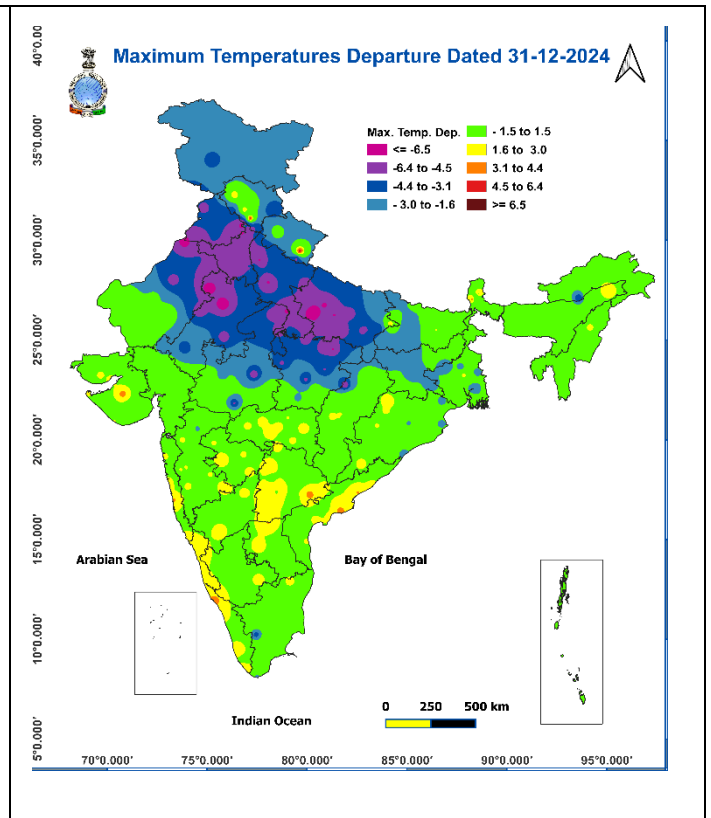 Maximum Temperatures Departure Dated 31-12-2024
Max. Temp. Dep.
<= -6.5
-6.4 to -4.5
-4.4 to -3.1
- 3.0 to -1.6
- 1.5 to 1.5
1.6 to 3.0
3.1 to 4.4
4.5 to 6.4
>= 6.5
40°0.00
35°0.000'
30°0.000'
25°0.000'
20°0.000'
15°0.000'
10°0.000'
5°0.000'
Arabian Sea
Bay of Bengal
Indian Ocean
0 250 500 km
70°0.000' 75°0.000' 80°0.000' 85°0.000' 90°0.000' 95°0.000'